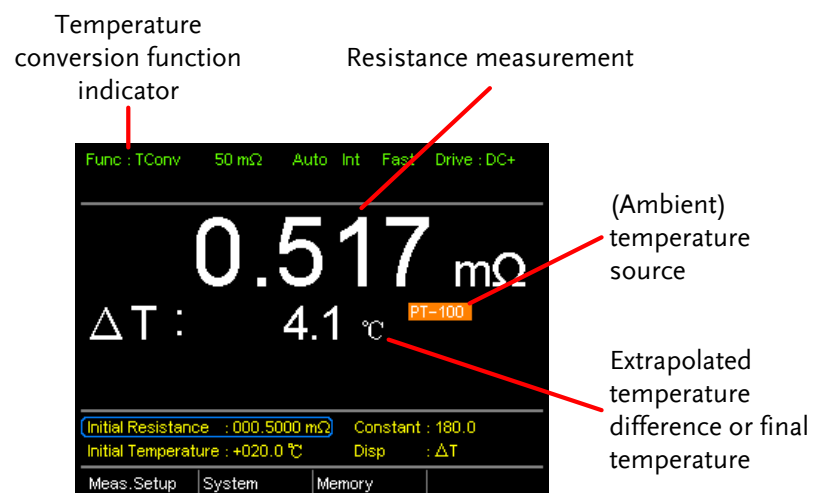 Temperature
conversion function
indicator
Resistance measurement
Func : TConv 50 mΩ Auto Int Fast Drive : DC+
0.517 mΩ
(Ambient)
temperature
source
PT-100
ΔT : 4.1 ℃
Extrapolated
temperature
difference or final
temperature
Initial Resistance : 000.5000 mΩ Constant : 180.0
Initial Temperature : +020.0 ℃ Disp : ΔT
Meas.Setup System Memory